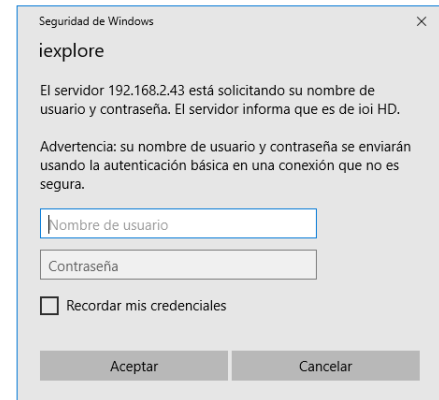 Seguridad de Windows
iexplore
El servidor 192.168.2.43 está solicitando su nombre de
usuario y contraseña. El servidor informa que es de ioi HD.
Advertencia: su nombre de usuario y contraseña se enviarán
usando la autenticación básica en una conexión que no es
segura.
Nombre de usuario
Contraseña
Recordar mis credenciales
Aceptar
Cancelar